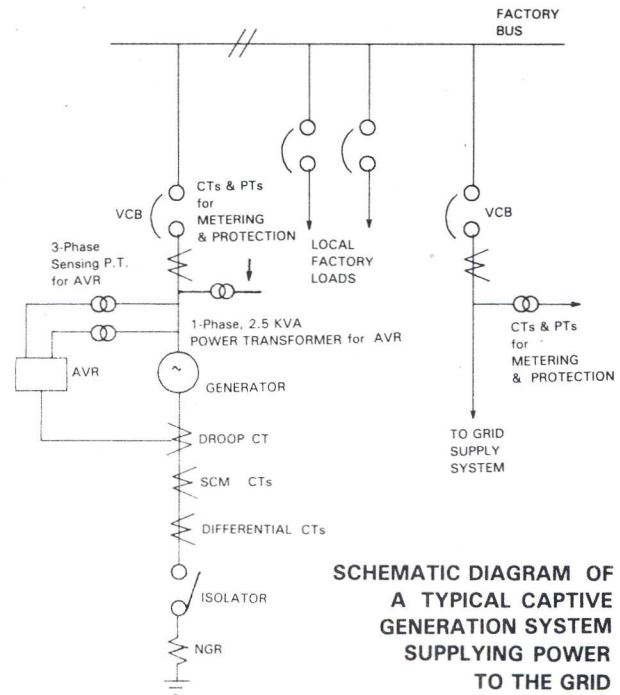 FACTORY
BUS
CTs & PTs
for
METERING
& PROTECTION
VCB
3-Phase
Sensing P.T.
for AVR
LOCAL
FACTORY
LOADS
VCB
1-Phase, 2.5 KVA
POWER TRANSFORMER for AVR
CTs & PTs
for
METERING
& PROTECTION
AVR
~
GENERATOR
DROOP CT
TO GRID
SUPPLY
SYSTEM
SCM CTs
DIFFERENTIAL CTs
ISOLATOR
NGR
SCHEMATIC DIAGRAM OF
A TYPICAL CAPTIVE
GENERATION SYSTEM
SUPPLYING POWER
TO THE GRID